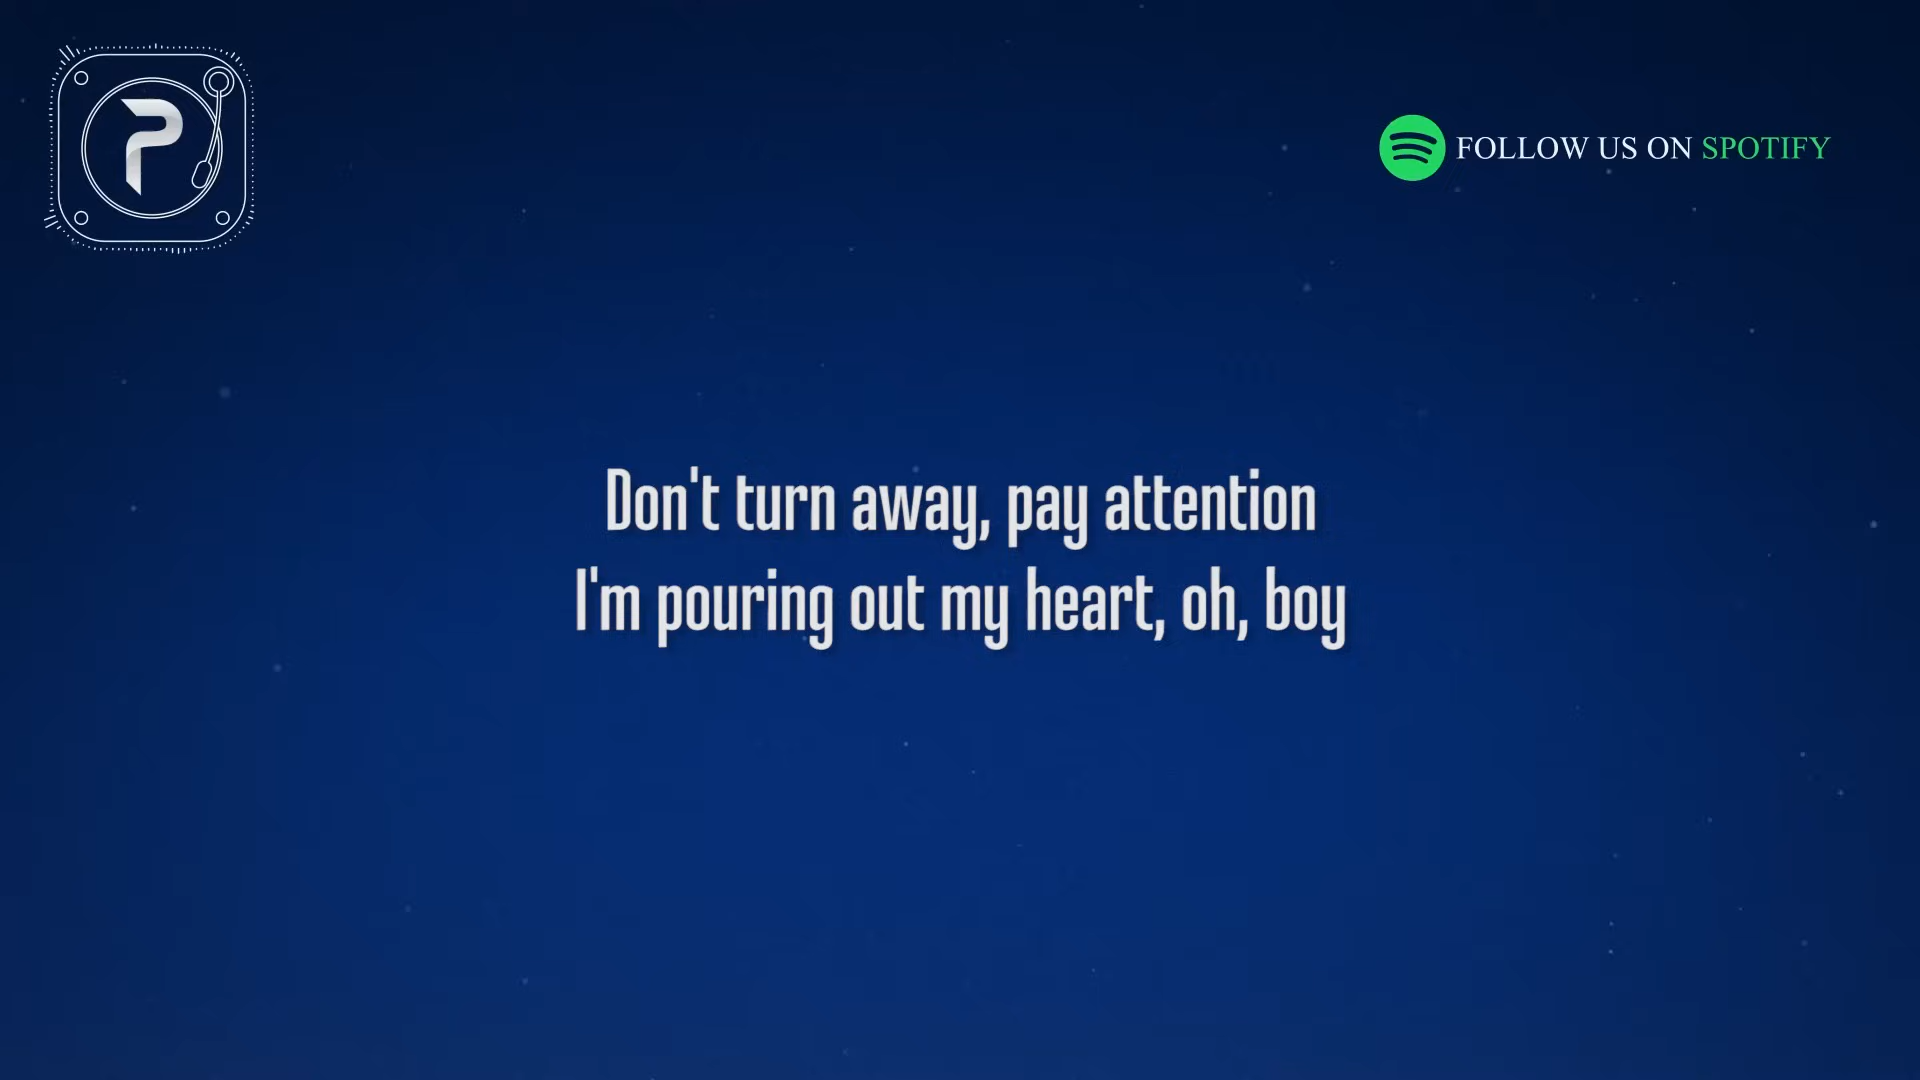 P
FOLLOW US ON SPOTIFY
Don't turn away, pay attention
I'm pouring out my heart, oh, boy